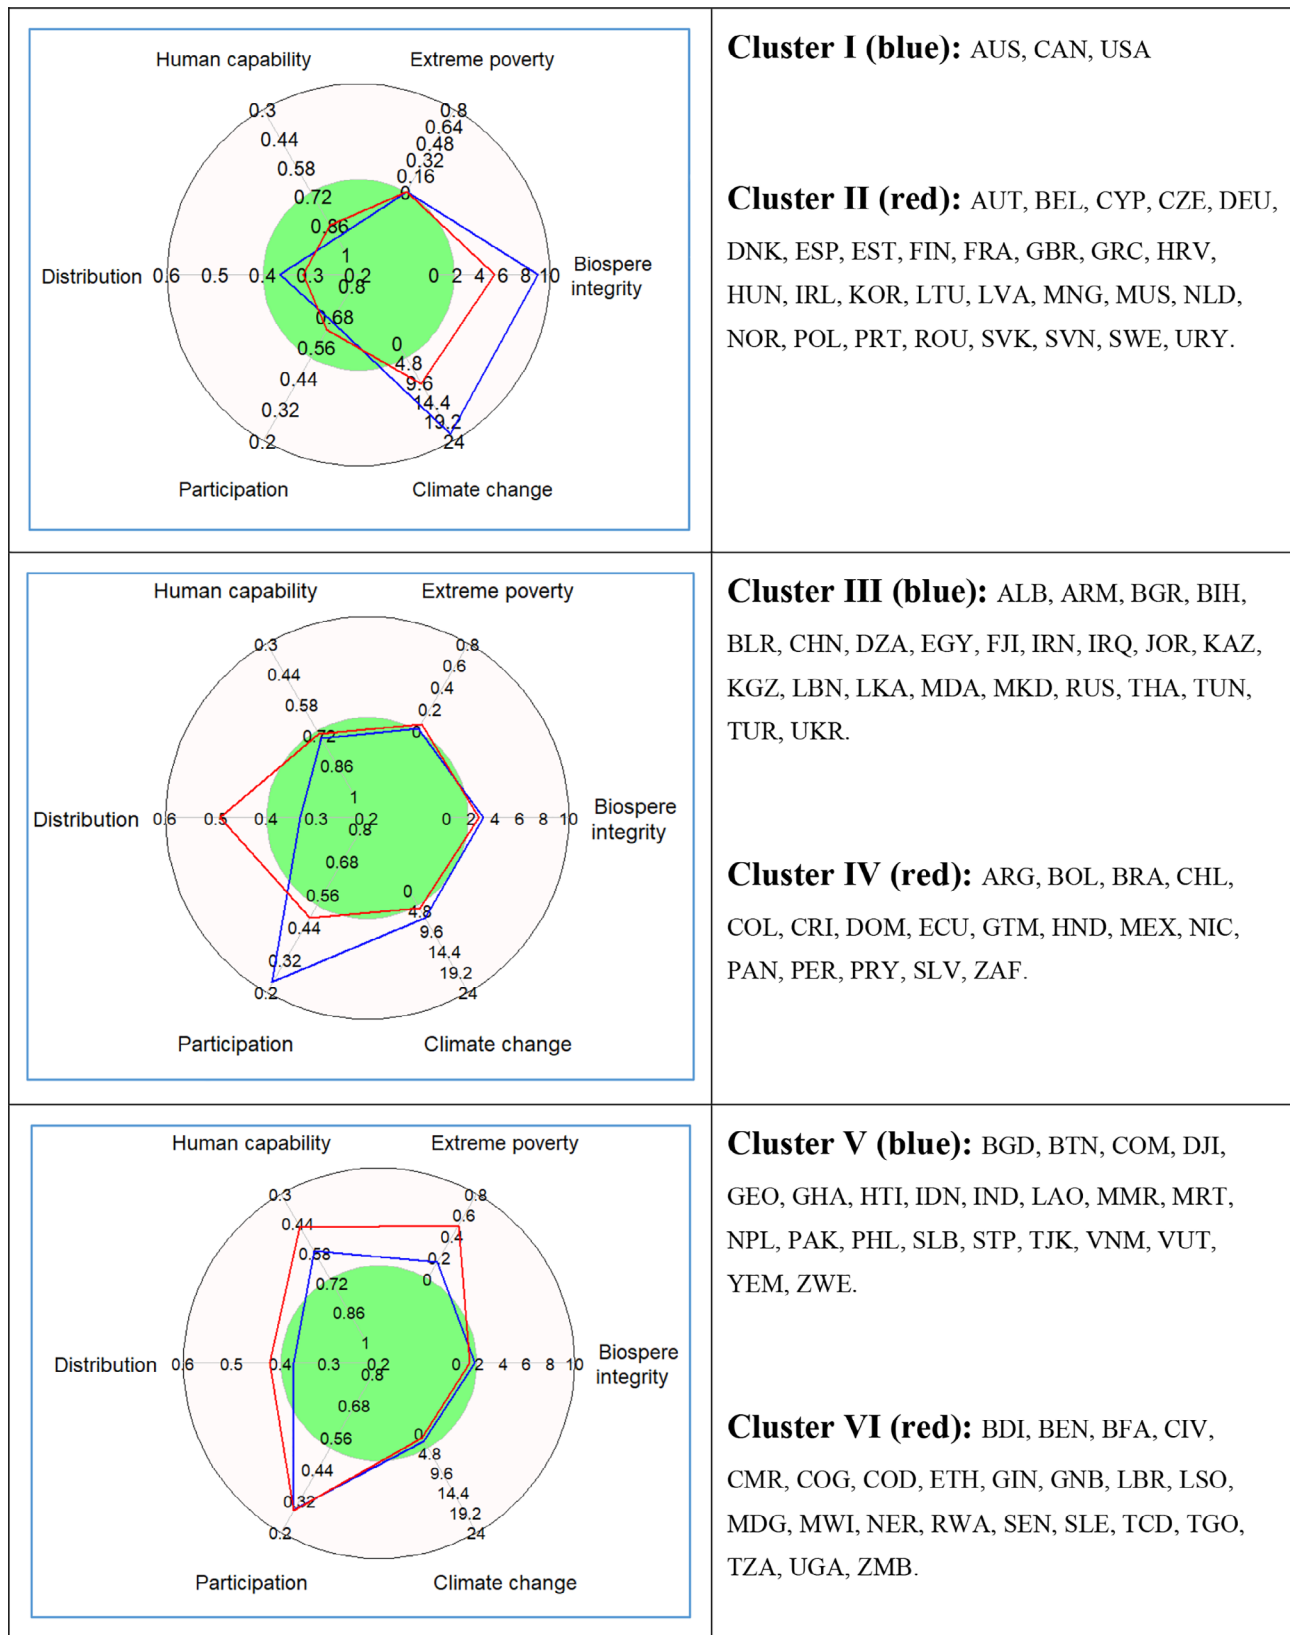 Human capability
Extreme poverty
0.3
0.44
0.58
0.72
0.86
1
0.8
0.64
0.48
0.32
0.16
0
Distribution
0.6
0.5
0.4
0.3
0.2
0
2
4
6
8
10
Biospere
integrity
0.8
0.68
0.56
0.44
0.32
0.2
0
4.8
9.6
14.4
19.2
24
Participation
Climate change
Cluster I (blue): AUS, CAN, USA
Cluster II (red): AUT, BEL, CYP, CZE, DEU,
DNK, ESP, EST, FIN, FRA, GBR, GRC, HRV,
HUN, IRL, KOR, LTU, LVA, MNG, MUS, NLD,
NOR, POL, PRT, ROU, SVK, SVN, SWE, URY.
Human capability
Extreme poverty
0.3
0.44
0.58
0.72
0.86
1
0.8
0.6
0.4
0.2
0
Distribution
0.6
0.5
0.4
0.3
0.2
0
2
4
6
8
10
Biospere
integrity
0.8
0.68
0.56
0.44
0.32
0.2
0
4.8
9.6
14.4
19.2
24
Participation
Climate change
Cluster III (blue): ALB, ARM, BGR, BIH,
BLR, CHN, DZA, EGY, FJI, IRN, IRQ, JOR, KAZ,
KGZ, LBN, LKA, MDA, MKD, RUS, THA, TUN,
TUR, UKR.
Cluster IV (red): ARG, BOL, BRA, CHL,
COL, CRI, DOM, ECU, GTM, HND, MEX, NIC,
PAN, PER, PRY, SLV, ZAF.
Human capability
Extreme poverty
0.3
0.44
0.58
0.72
0.86
1
0.8
0.6
0.4
0.2
0
Distribution
0.6
0.5
0.4
0.3
0.2
0
2
4
6
8
10
Biospere
integrity
0.8
0.68
0.56
0.44
0.32
0.2
0
4.8
9.6
14.4
19.2
24
Participation
Climate change
Cluster V (blue): BGD, BTN, COM, DJI,
GEO, GHA, HTI, IDN, IND, LAO, MMR, MRT,
NPL, PAK, PHL, SLB, STP, TJK, VNM, VUT,
YEM, ZWE.
Cluster VI (red): BDI, BEN, BFA, CIV,
CMR, COG, COD, ETH, GIN, GNB, LBR, LSO,
MDG, MWI, NER, RWA, SEN, SLE, TCD, TGO,
TZA, UGA, ZMB.